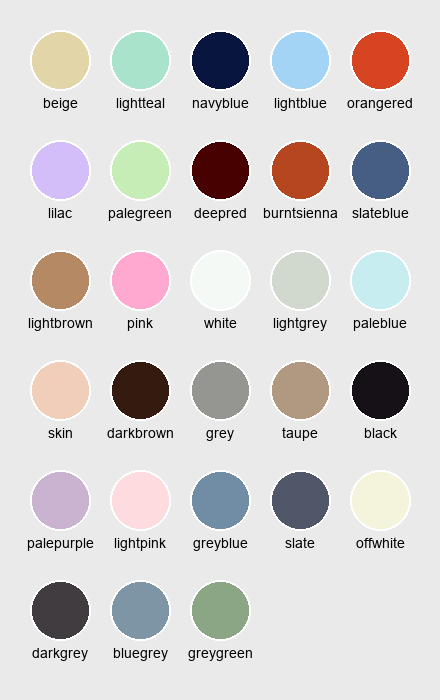 beige lightteal navyblue lightblue orangered
lilac palegreen deepred burntsienna slateblue
lightbrown pink white lightgrey paleblue
skin darkbrown grey taupe black
palepurple lightpink greyblue slate offwhite
darkgrey bluegrey greygreen